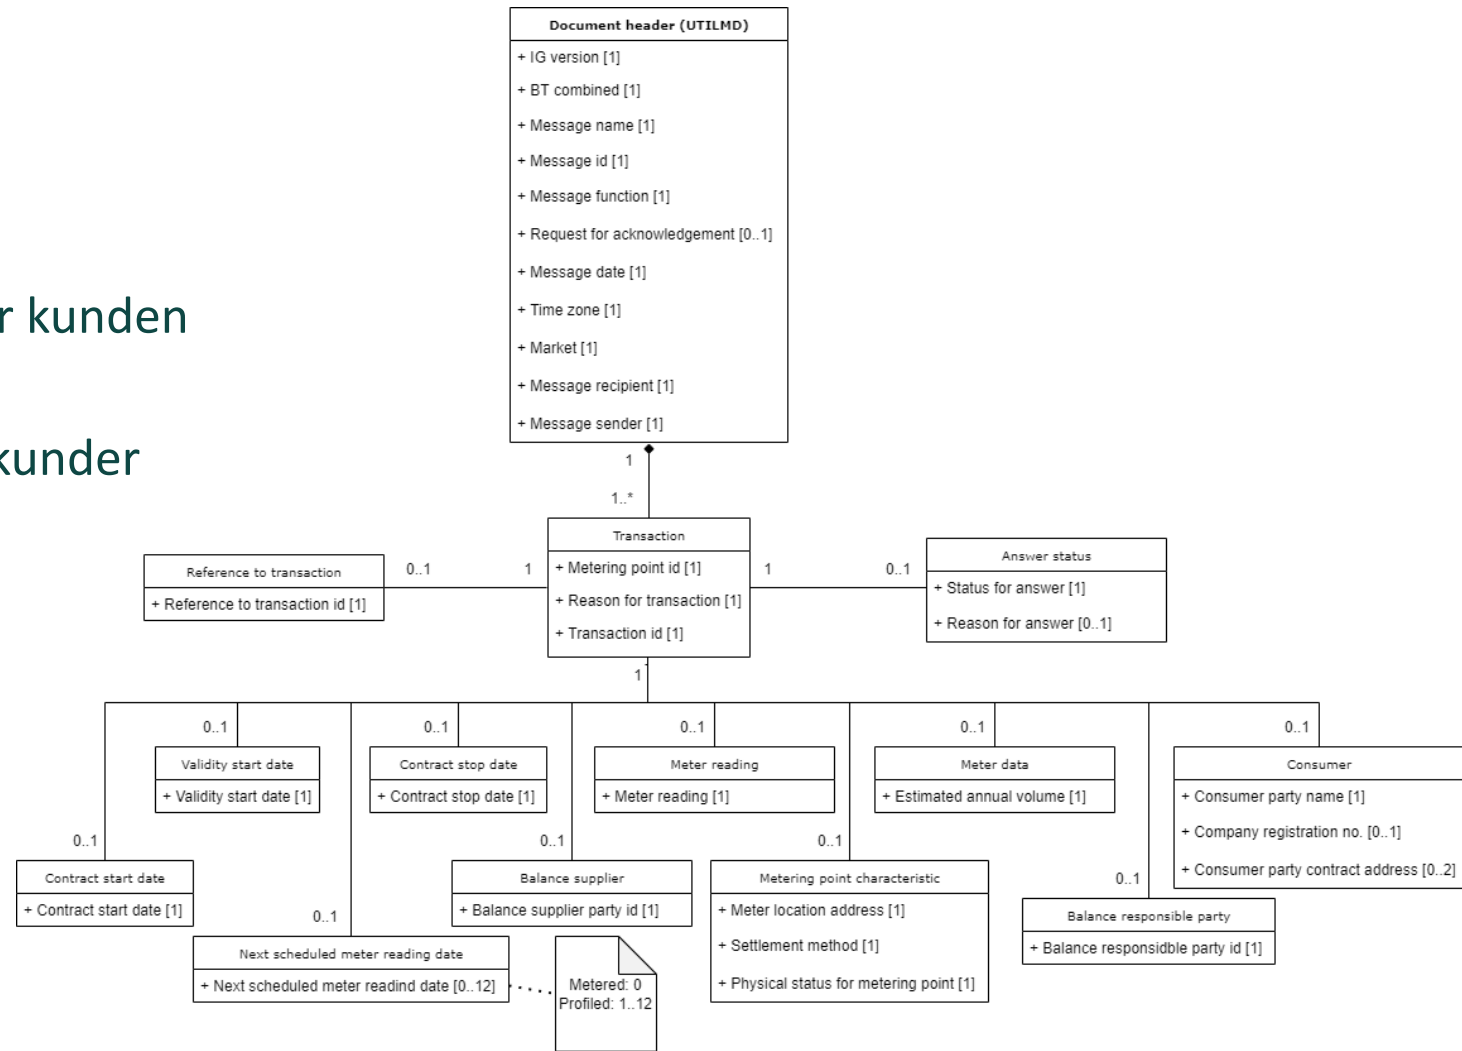 Document header (UTILMD)
+ IG version [1]
+ BT combined [1]
+ Message name [1]
+ Message id [1]
+ Message function [1]
+ Request for acknowledgement [0..1]
+ Message date [1]
+ Time zone [1]
+ Market [1]
+ Message recipient [1]
+ Message sender [1]
r kunden
kunder
1
1..*
Transaction
+ Metering point id [1]
+ Reason for transaction [1]
+ Transaction id [1]
Reference to transaction
+ Reference to transaction id [1]
0..1
1
1
0..1
Answer status
+ Status for answer [1]
+ Reason for answer [0..1]
1
0..1
Validity start date
+ Validity start date [1]
0..1
Contract stop date
+ Contract stop date [1]
0..1
Meter reading
+ Meter reading [1]
0..1
Meter data
+ Estimated annual volume [1]
0..1
Consumer
+ Consumer party name [1]
+ Company registration no. [0..1]
+ Consumer party contract address [0..2]
0..1
Contract start date
+ Contract start date [1]
0..1
Next scheduled meter reading date
+ Next scheduled meter readind date [0..12]
Metered: 0
Profiled: 1..12
0..1
Balance supplier
+ Balance supplier party id [1]
0..1
Metering point characteristic
+ Meter location address [1]
+ Settlement method [1]
+ Physical status for metering point [1]
0..1
Balance responsible party
+ Balance responsidble party id [1]